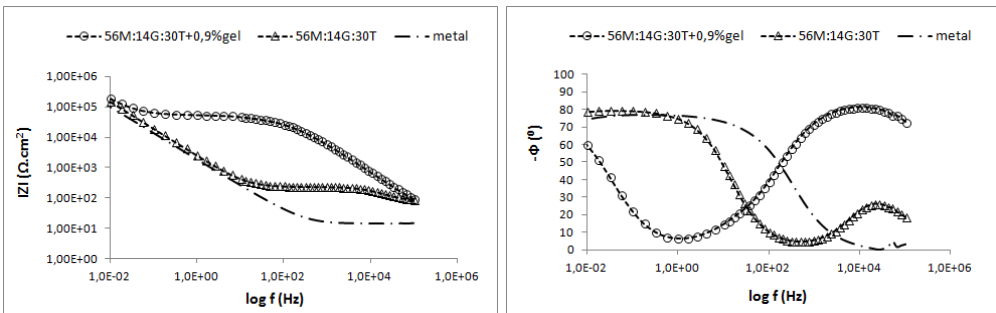 56M:14G:30T+0,9%gel 56M:14G:30T metal
1,00E+06
1,00E+05
1,00E+04
1,00E+03
1,00E+02
1,00E+01
1,00E+00
IZI (Ω.cm²)
1,0E-02 1,0E+00 1,0E+02 1,0E+04 1,0E+06
log f (Hz)
56M:14G:30T+0,9%gel 56M:14G:30T metal
100
90
80
70
60
50
40
30
20
10
0
-Φ (º)
1,0E-02 1,0E+00 1,0E+02 1,0E+04 1,0E+06
log f (Hz)